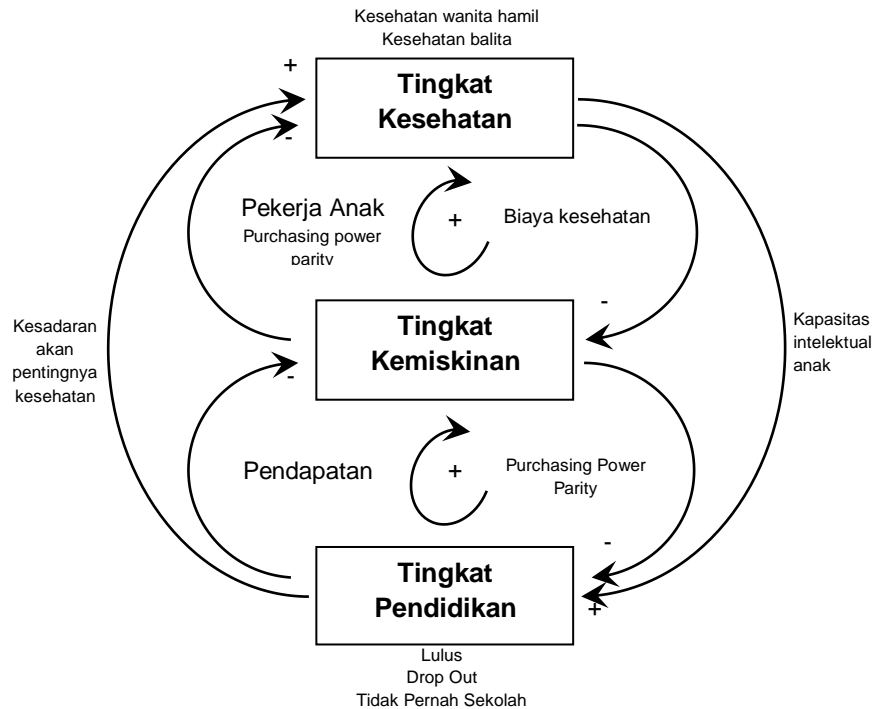 Kesehatan wanita hamil
Kesehatan balita
+
Tingkat
Kesehatan
-
Pekerja Anak
Purchasing power
parity
+
Biaya kesehatan
-
Kesadaran
akan
pentingnya
kesehatan
Tingkat
Kemiskinan
Kapasitas
intelektual
anak
-
Pendapatan
+
Purchasing Power
Parity
-
Tingkat
Pendidikan
+
Lulus
Drop Out
Tidak Pernah Sekolah